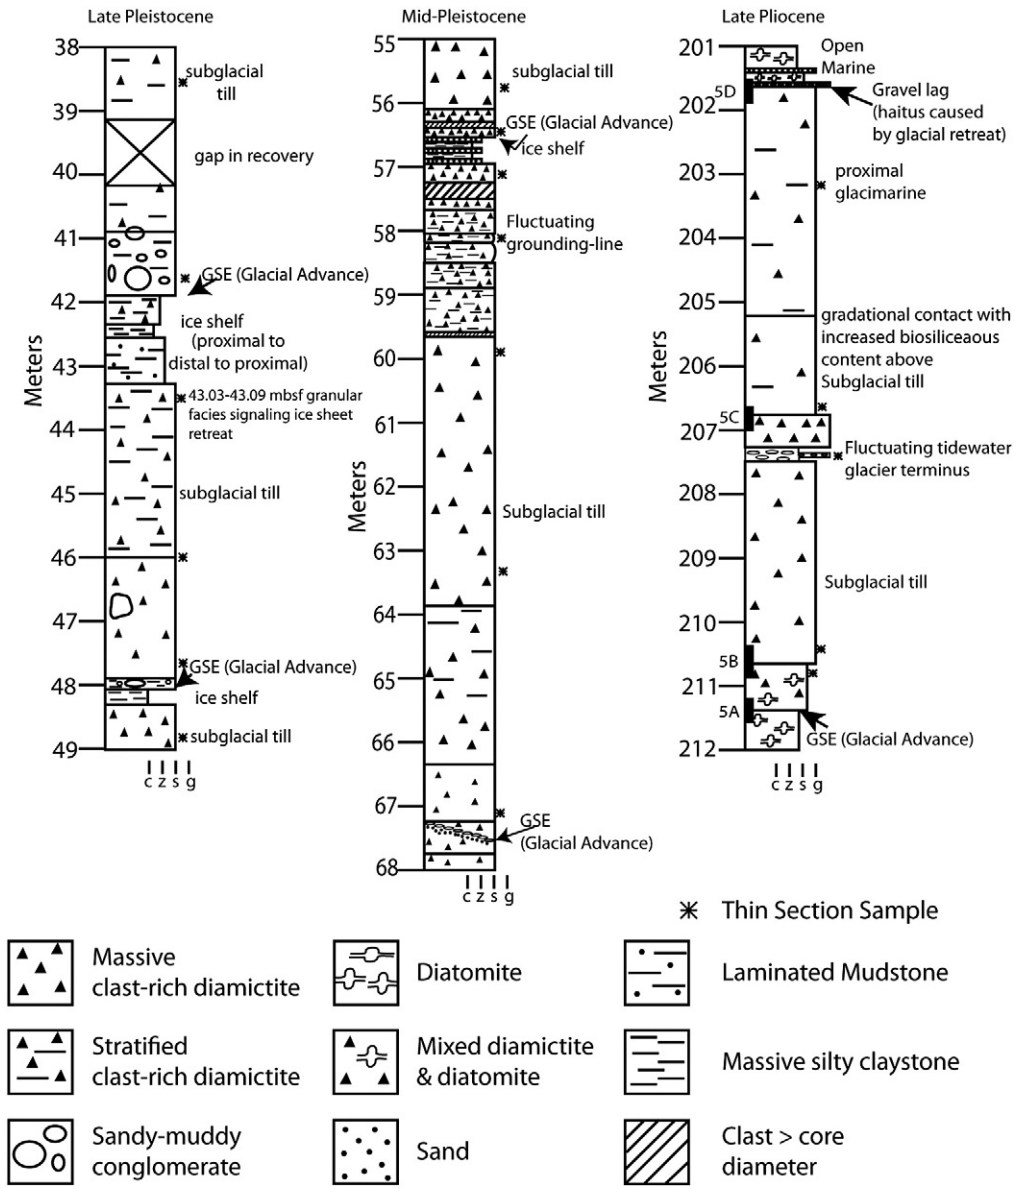 Late Pleistocene
38
39
40
41
42
43
44
45
46
47
48
49
Meters
subglacial
till
gap in recovery
GSE (Glacial Advance)
ice shelf
(proximal to
distal to proximal)
43.03-43.09 mbsf granular
facies signaling ice sheet
retreat
subglacial till
GSE (Glacial Advance)
ice shelf
subglacial till
c z s g
Mid-Pleistocene
55
56
57
58
59
60
61
62
63
64
65
66
67
68
Meters
subglacial till
GSE (Glacial Advance)
ice shelf
Fluctuating
grounding-line
Subglacial till
GSE
(Glacial Advance)
c z s g
Late Pliocene
201
202
203
204
205
206
207
208
209
210
211
212
Meters
5D
5C
5B
5A
Open
Marine
Gravel lag
(haitus caused
by glacial retreat)
proximal
glacimarine
gradational contact with
increased biosiliceaous
content above
Subglacial till
Fluctuating tidewater
glacier terminus
Subglacial till
GSE (Glacial Advance)
c z s g
Thin Section Sample
Massive
clast-rich diamictite
Diatomite
Laminated Mudstone
Stratified
clast-rich diamictite
Mixed diamictite
& diatomite
Massive silty claystone
Sandy-muddy
conglomerate
Sand
Clast > core
diameter